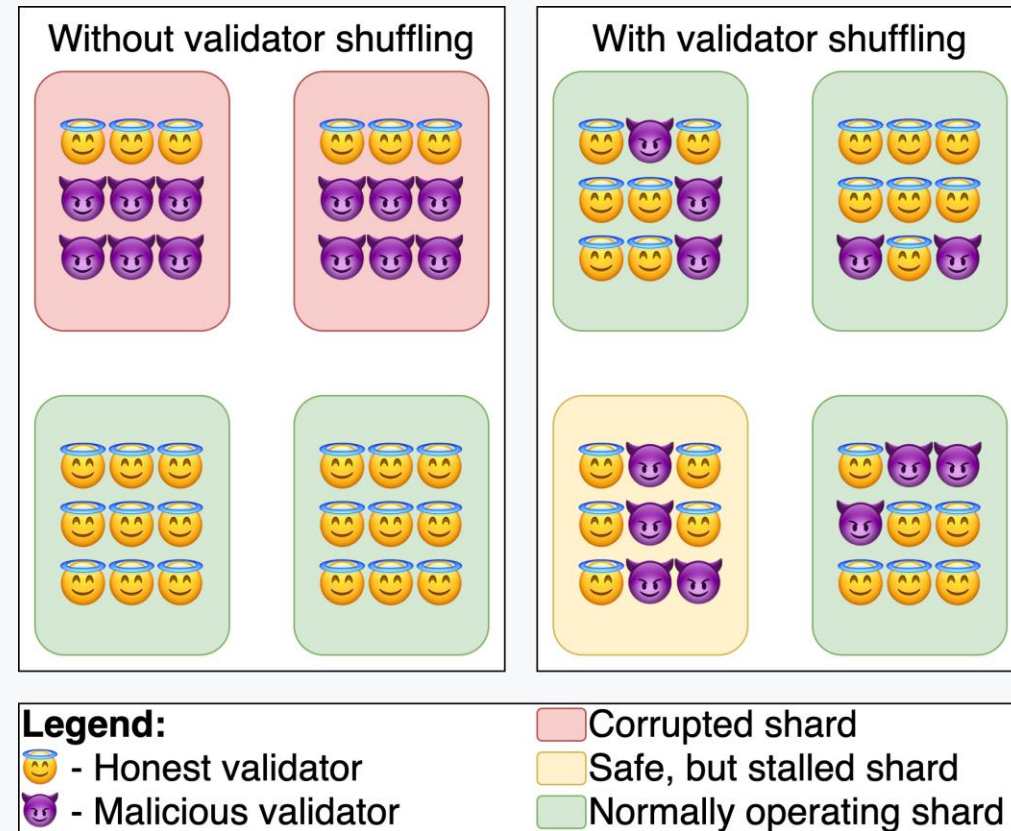 Without validator shuffling
With validator shuffling
Legend:
- Honest validator
- Malicious validator
Corrupted shard
Safe, but stalled shard
Normally operating shard